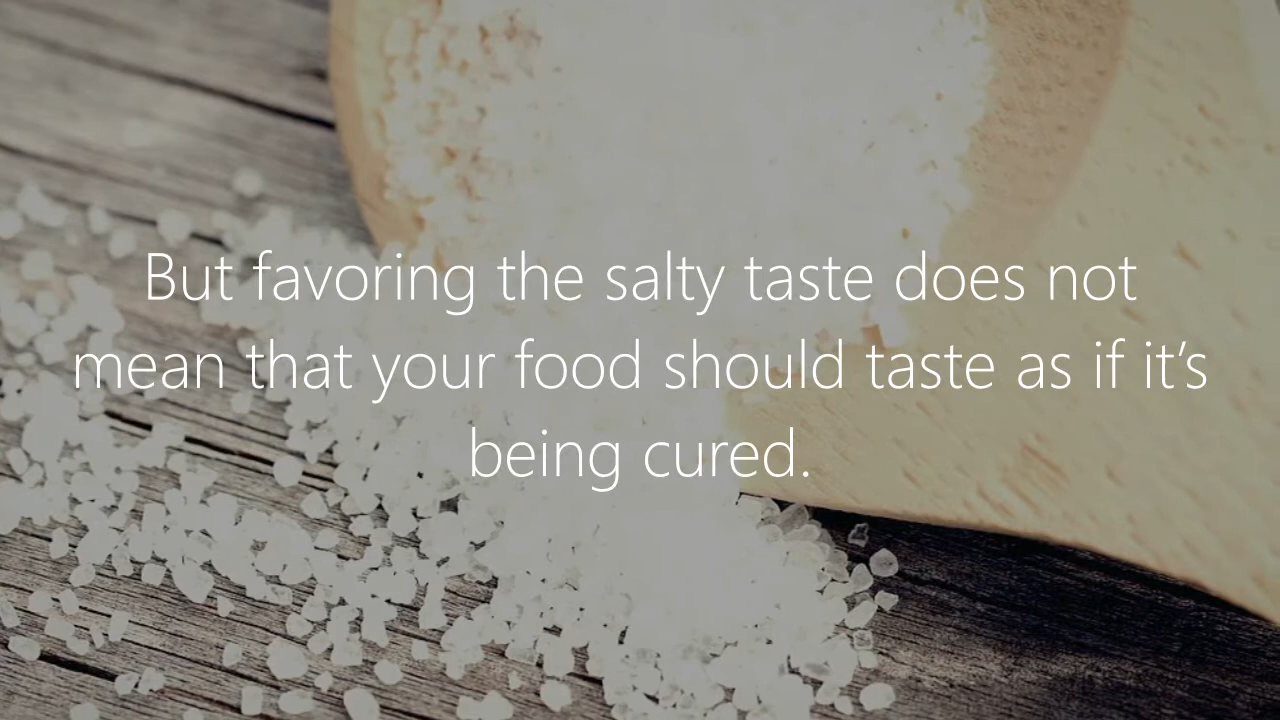 But favoring the salty taste does not
mean that your food should taste as if it’s
being cured.